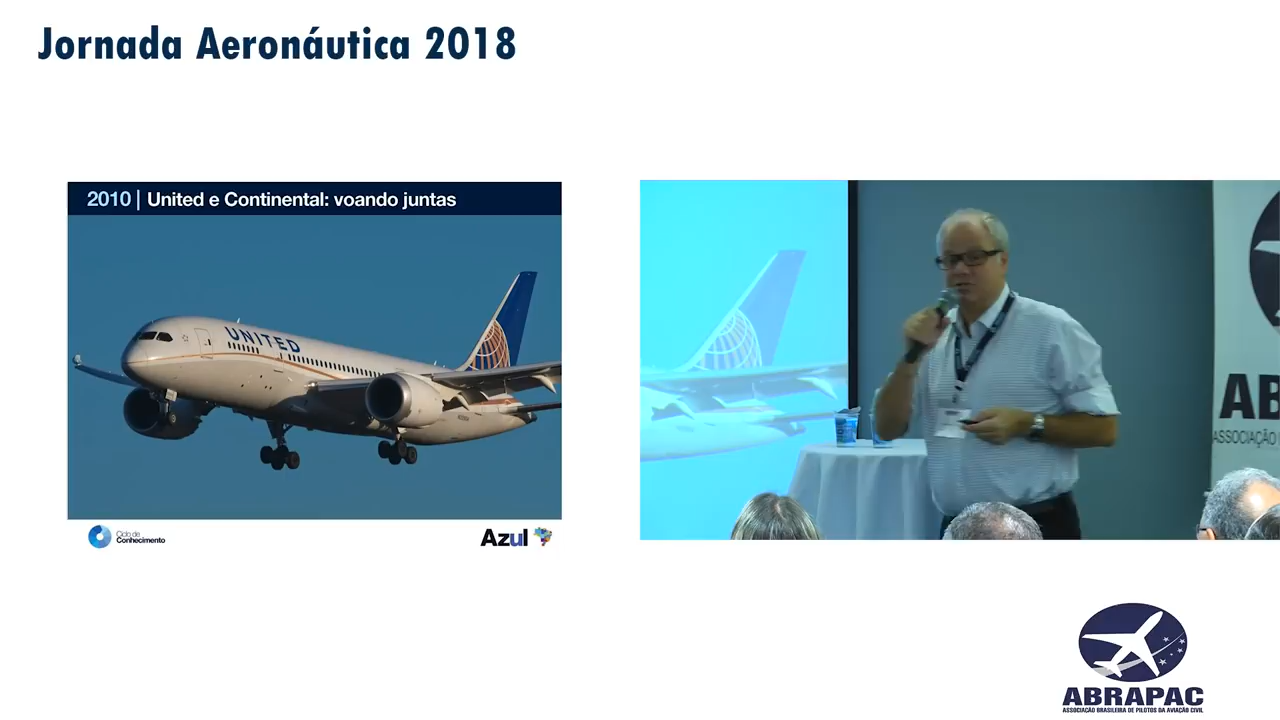 Jornada Aeronáutica 2018
2010 | United e Continental: voando juntas
UNITED
Ciclo de
Conhecimento
Azul
AB
ASSOCIAÇÃO
ABRAPAC
ASSOCIAÇÃO BRASILEIRA DE PILOTOS DA AVIAÇÃO CIVIL